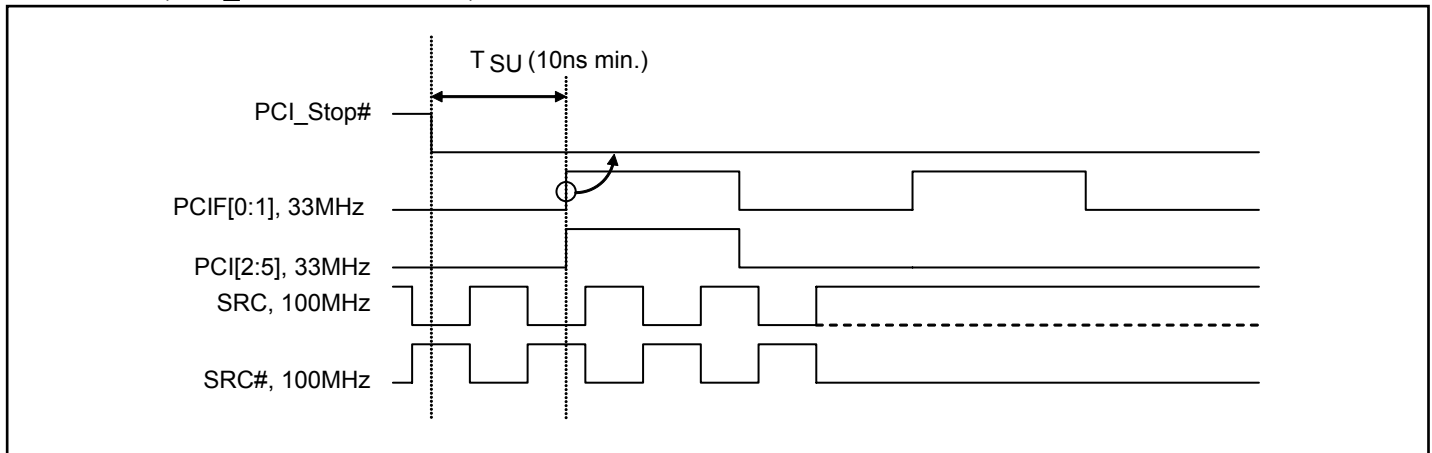 T SU (10ns min.)
PCI_Stop#
PCIF[0:1], 33MHz
PCI[2:5], 33MHz
SRC, 100MHz
SRC#, 100MHz